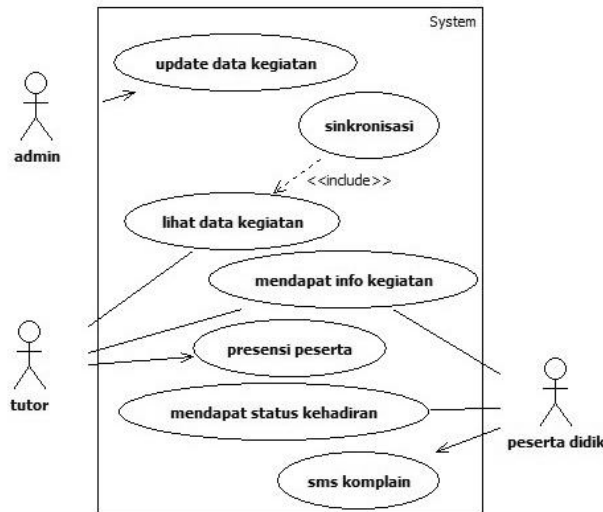 System
update data kegiatan
admin
sinkronisasi
<<include>>
lihat data kegiatan
mendapat info kegiatan
tutor
presensi peserta
mendapat status kehadiran
peserta didik
sms komplain